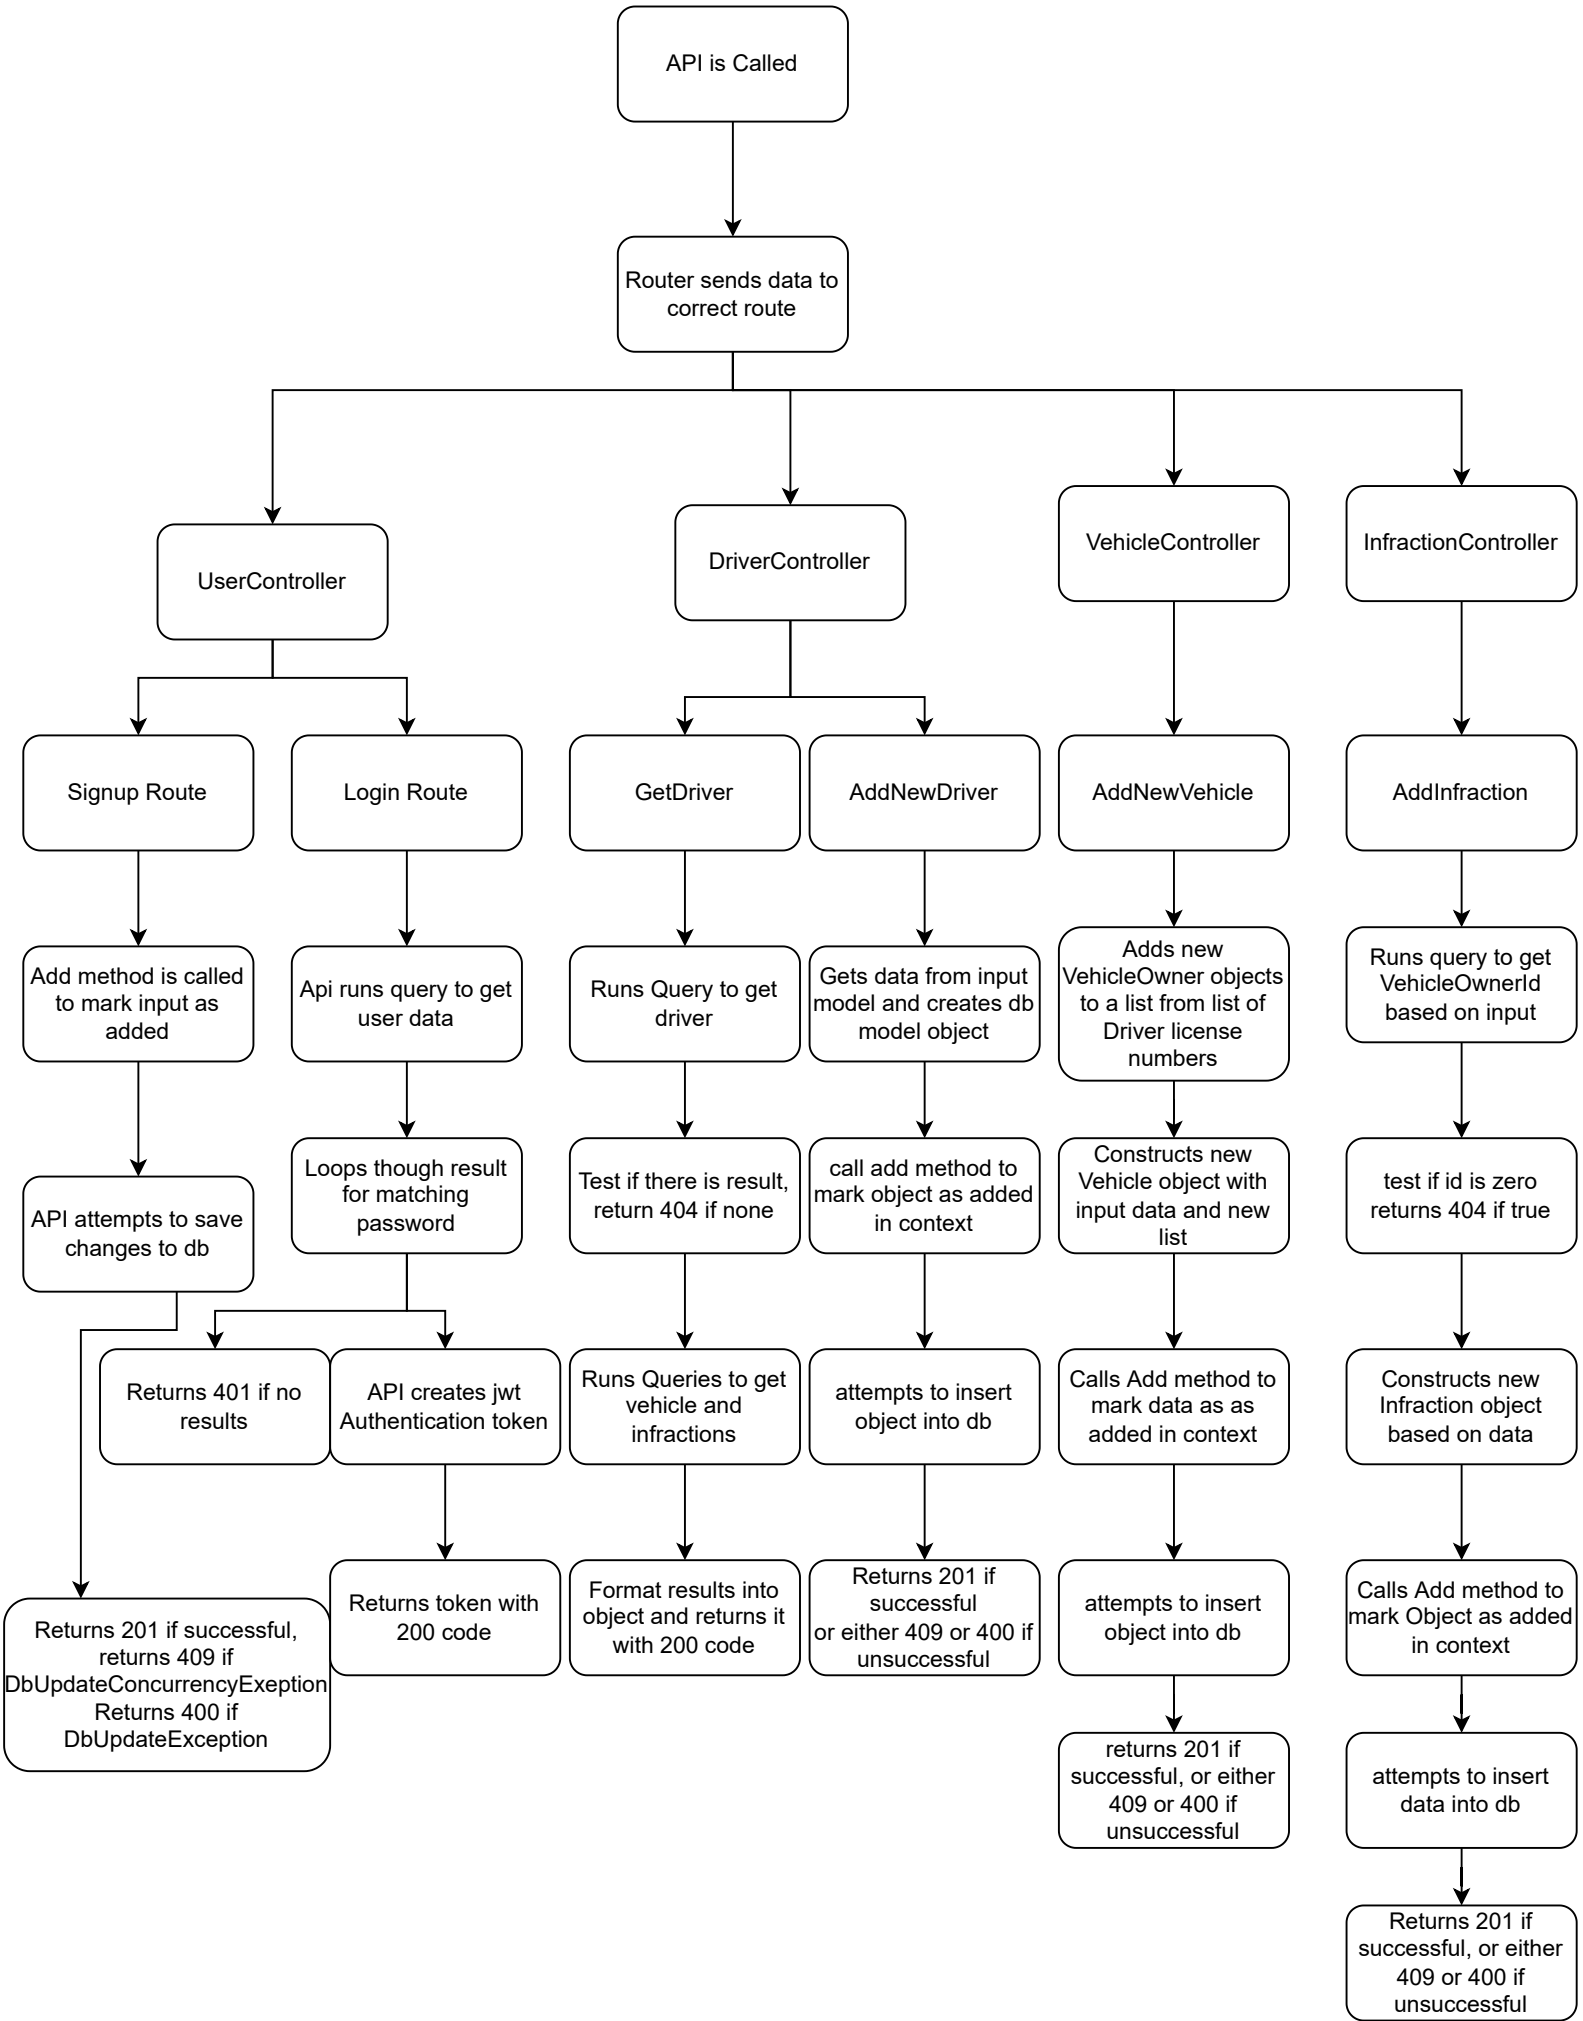 API is Called
Router sends data to
correct route
UserController
DriverController
VehicleController
InfractionController
Signup Route
Login Route
GetDriver
AddNewDriver
AddNewVehicle
AddInfraction
Add method is called
to mark input as
added
Api runs query to get
user data
Runs Query to get
driver
Gets data from input
model and creates db
model object
Adds new
VehicleOwner objects
to a list from list of
Driver license
numbers
Runs query to get
VehicleOwnerId
based on input
API attempts to save
changes to db
Loops though result
for matching
password
Test if there is result,
return 404 if none
call add method to
mark object as added
in context
Constructs new
Vehicle object with
input data and new
list
test if id is zero
returns 404 if true
Returns 401 if no
results
API creates jwt
Authentication token
Runs Queries to get
vehicle and
infractions
attempts to insert
object into db
Calls Add method to
mark data as as
added in context
Constructs new
Infraction object
based on data
Returns 201 if successful,
returns 409 if
DbUpdateConcurrencyExeption
Returns 400 if
DbUpdateException
Returns token with
200 code
Format results into
object and returns it
with 200 code
Returns 201 if
successful
or either 409 or 400 if
unsuccessful
attempts to insert
object into db
Calls Add method to
mark Object as added
in context
returns 201 if
successful, or either
409 or 400 if
unsuccessful
attempts to insert
data into db
Returns 201 if
successful, or either
409 or 400 if
unsuccessful